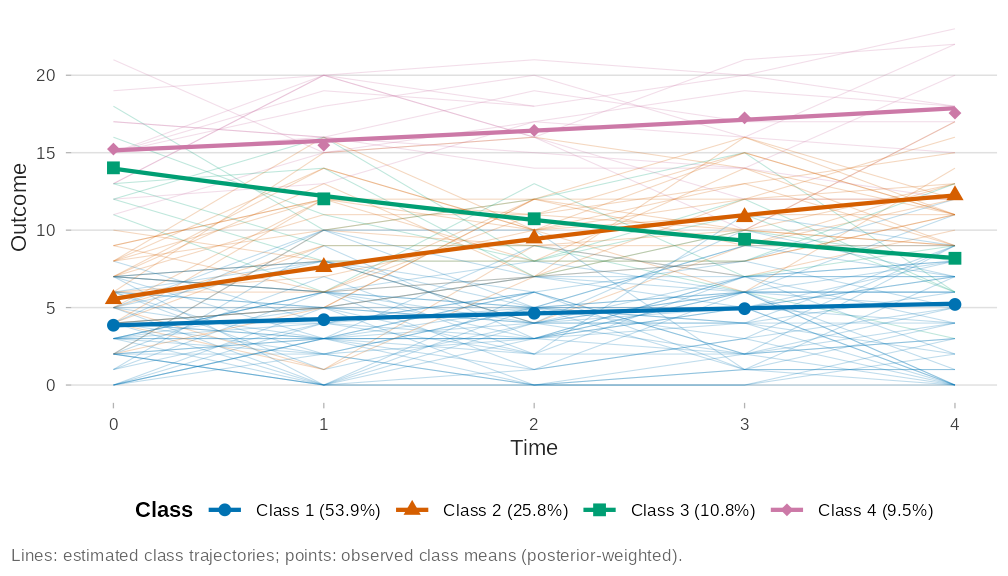 Outcome
20
15
10
5
0
0 1 2 3 4
Time
Class Class 1 (53.9%) Class 2 (25.8%) Class 3 (10.8%) Class 4 (9.5%)
Lines: estimated class trajectories; points: observed class means (posterior-weighted).